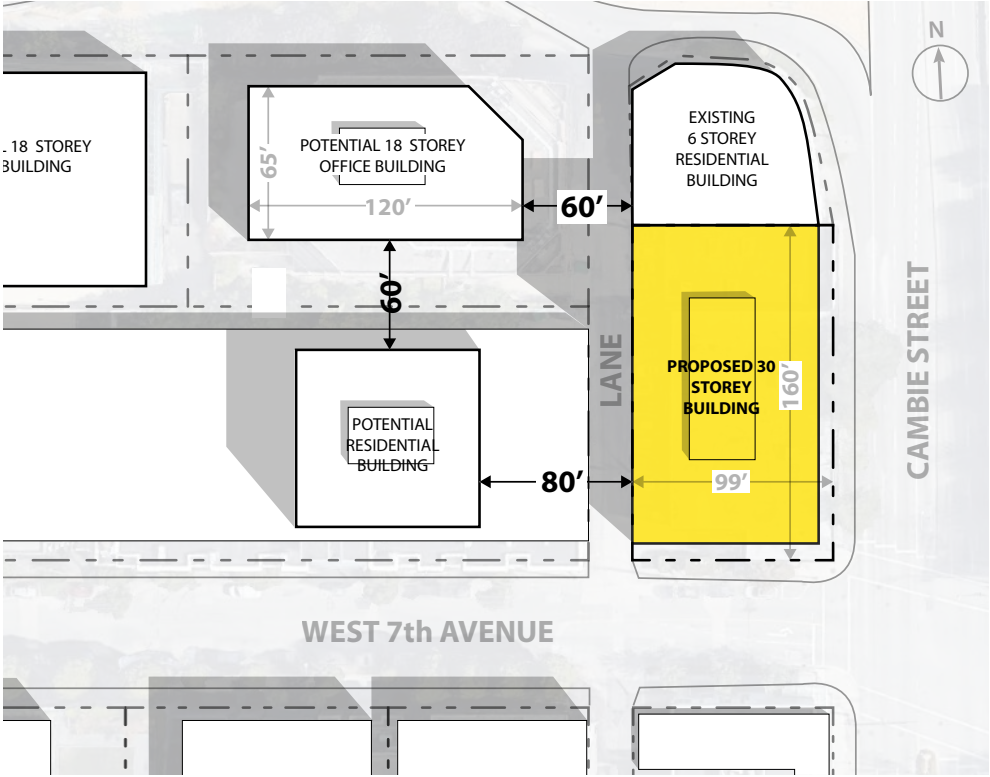 N
L 18 STOREY
BUILDING
POTENTIAL 18 STOREY
OFFICE BUILDING
65'
120'
60'
EXISTING
6 STOREY
RESIDENTIAL
BUILDING
60'
LANE
PROPOSED 30
STOREY
BUILDING
160'
99'
CAMBIE STREET
POTENTIAL
RESIDENTIAL
BUILDING
80'
WEST 7th AVENUE